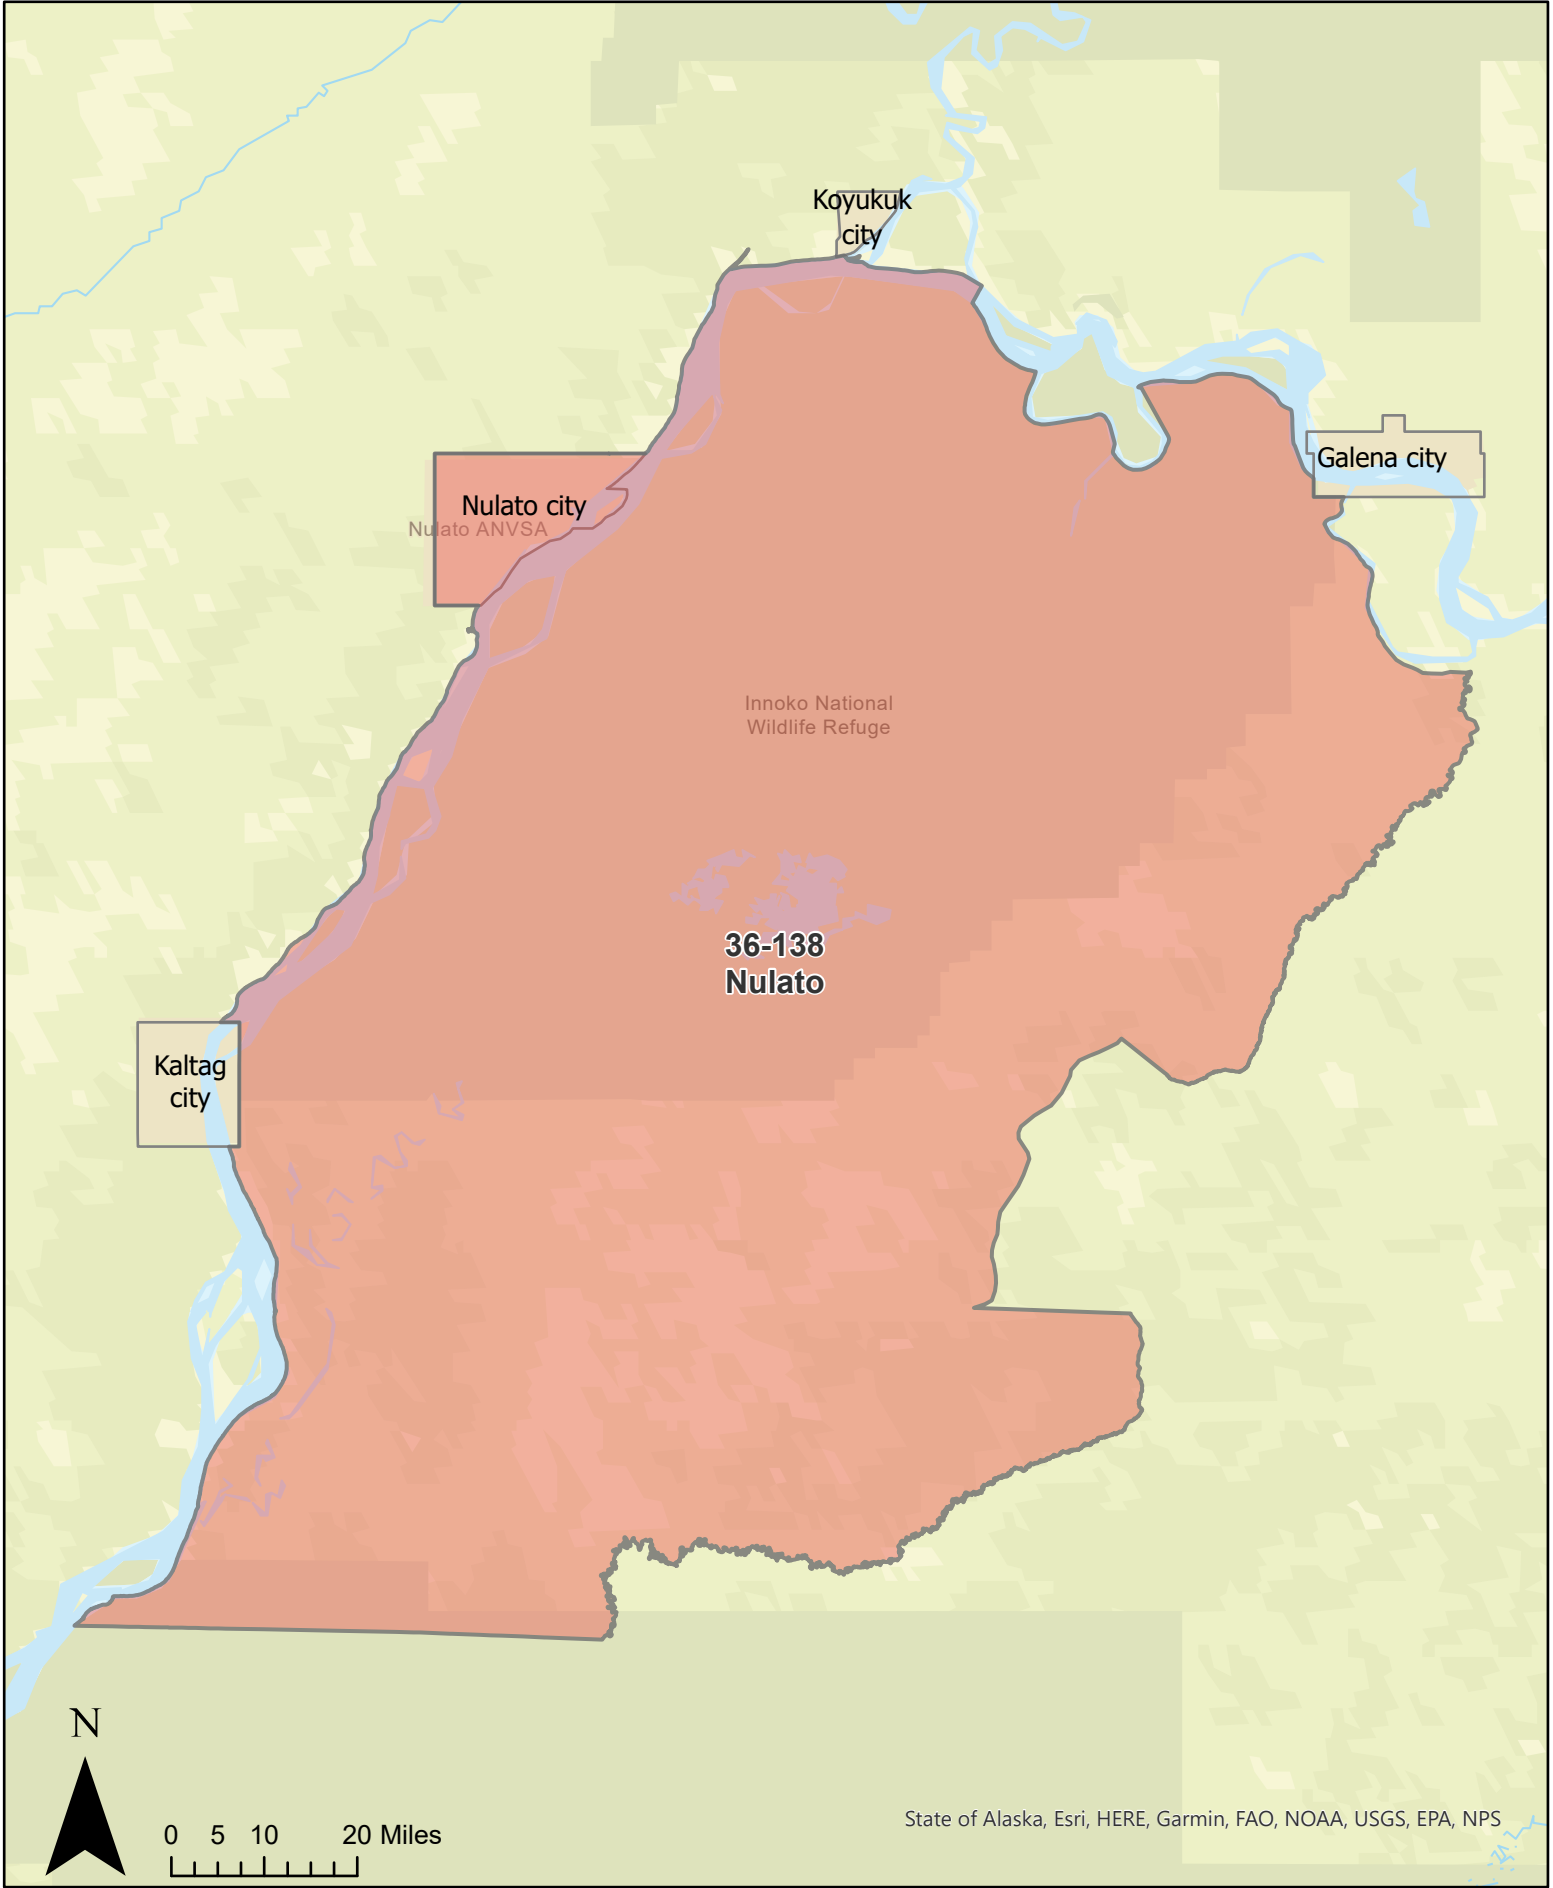 Koyukuk
city
Galena city
Nulato city
Nulato ANVSA
Innoko National
Wildlife Refuge
36-138
Nulato
Kaltag
city
N
0 5 10 20 Miles
State of Alaska, Esri, HERE, Garmin, FAO, NOAA, USGS, EPA, NPS